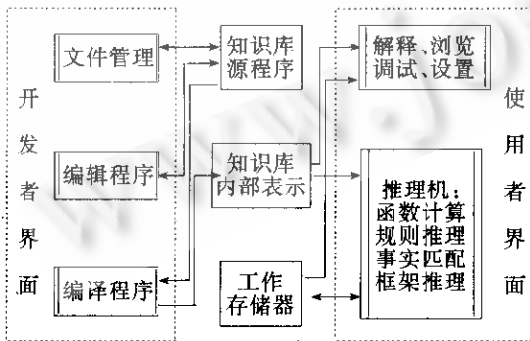 开发者界面
文件管理
编辑程序
编译程序
知识库
源程序
知识库
内部表示
工作
存储器
解释、浏览
调试、设置
推理机：
函数计算
规则推理
事实匹配
框架推理
使用者界面
www.jo